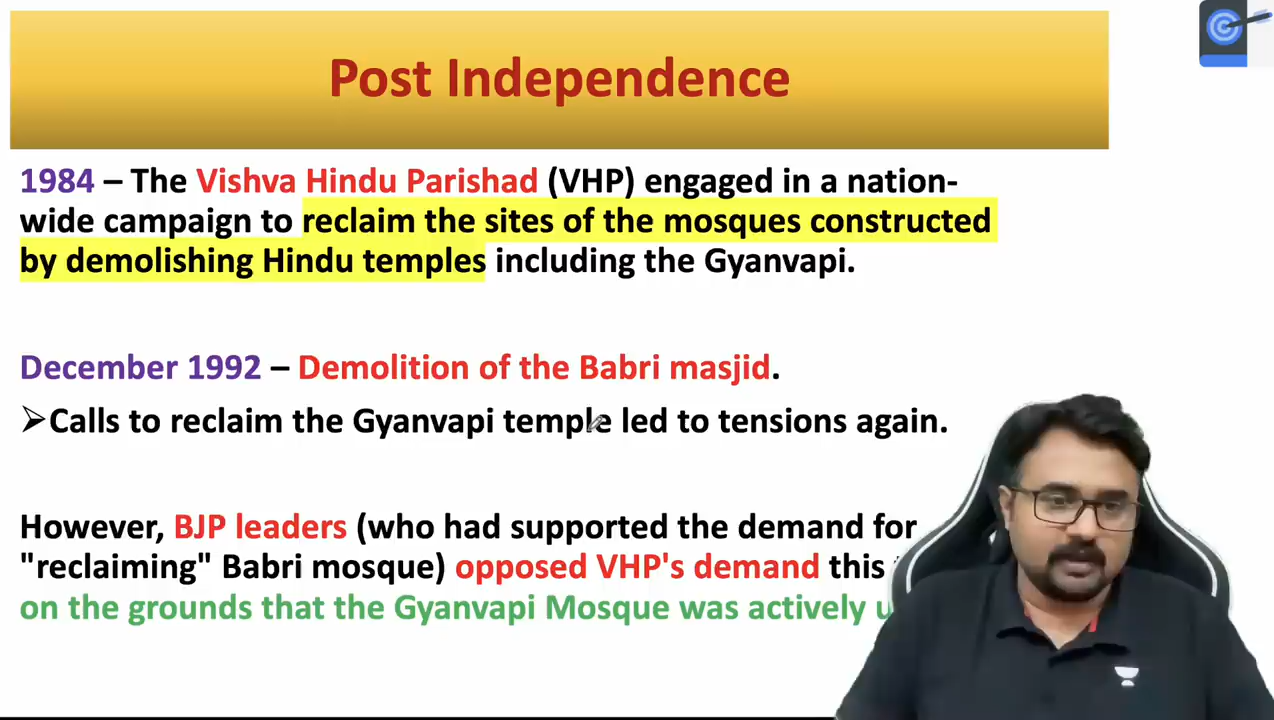 Post Independence
1984 – The Vishva Hindu Parishad (VHP) engaged in a nation-
wide campaign to reclaim the sites of the mosques constructed
by demolishing Hindu temples including the Gyanvapi.
December 1992 – Demolition of the Babri masjid.
➢Calls to reclaim the Gyanvapi temple led to tensions again.
However, BJP leaders (who had supported the demand for
"reclaiming" Babri mosque) opposed VHP's demand this
on the grounds that the Gyanvapi Mosque was actively